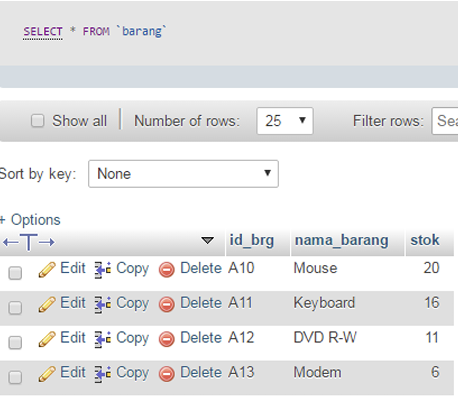 SELECT * FROM `barang`
Show all Number of rows: 25 Filter rows: Sea
Sort by key: None
+ Options
id_brg nama_barang stok
Edit Copy Delete A10 Mouse 20
Edit Copy Delete A11 Keyboard 16
Edit Copy Delete A12 DVD R-W 11
Edit Copy Delete A13 Modem 6